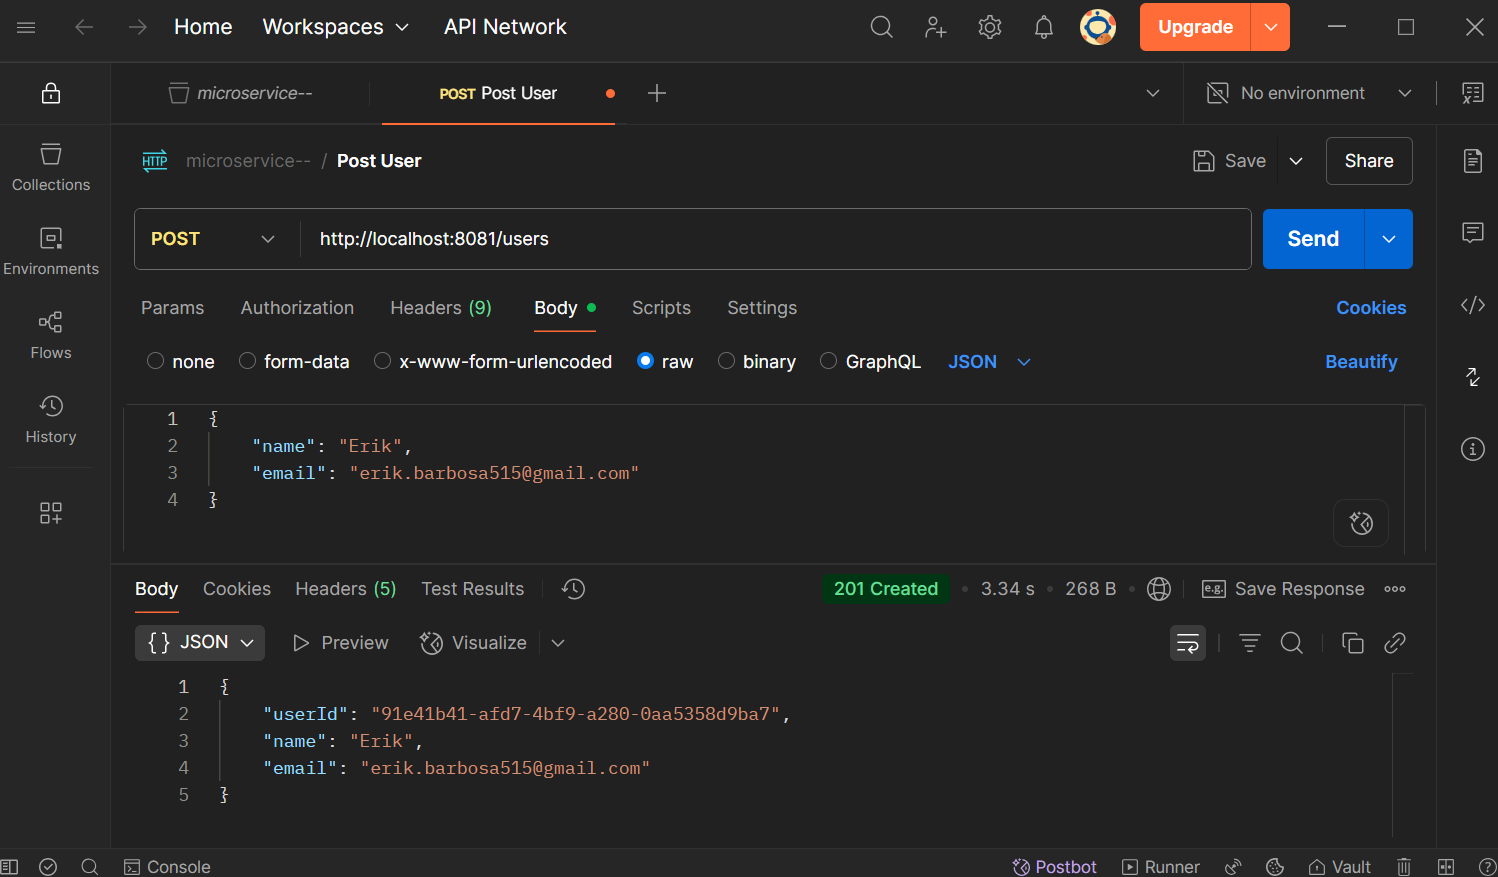 Home Workspaces API Network Upgrade
microservice-- POST Post User No environment
HTTP microservice-- / Post User Save Share
Collections
POST http://localhost:8081/users Send
Environments
Params Authorization Headers (9) Body Scripts Settings Cookies
Flows
none form-data x-www-form-urlencoded raw binary GraphQL JSON Beautify
History
1 {
2 "name": "Erik",
3 "email": "erik.barbosa515@gmail.com"
4 }
Body Cookies Headers (5) Test Results 201 Created • 3.34 s • 268 B • e.g. Save Response
{} JSON Preview Visualize
1 {
2 "userId": "91e41b41-afd7-4bf9-a280-0aa5358d9ba7",
3 "name": "Erik",
4 "email": "erik.barbosa515@gmail.com"
5 }
Console Postbot Runner Vault